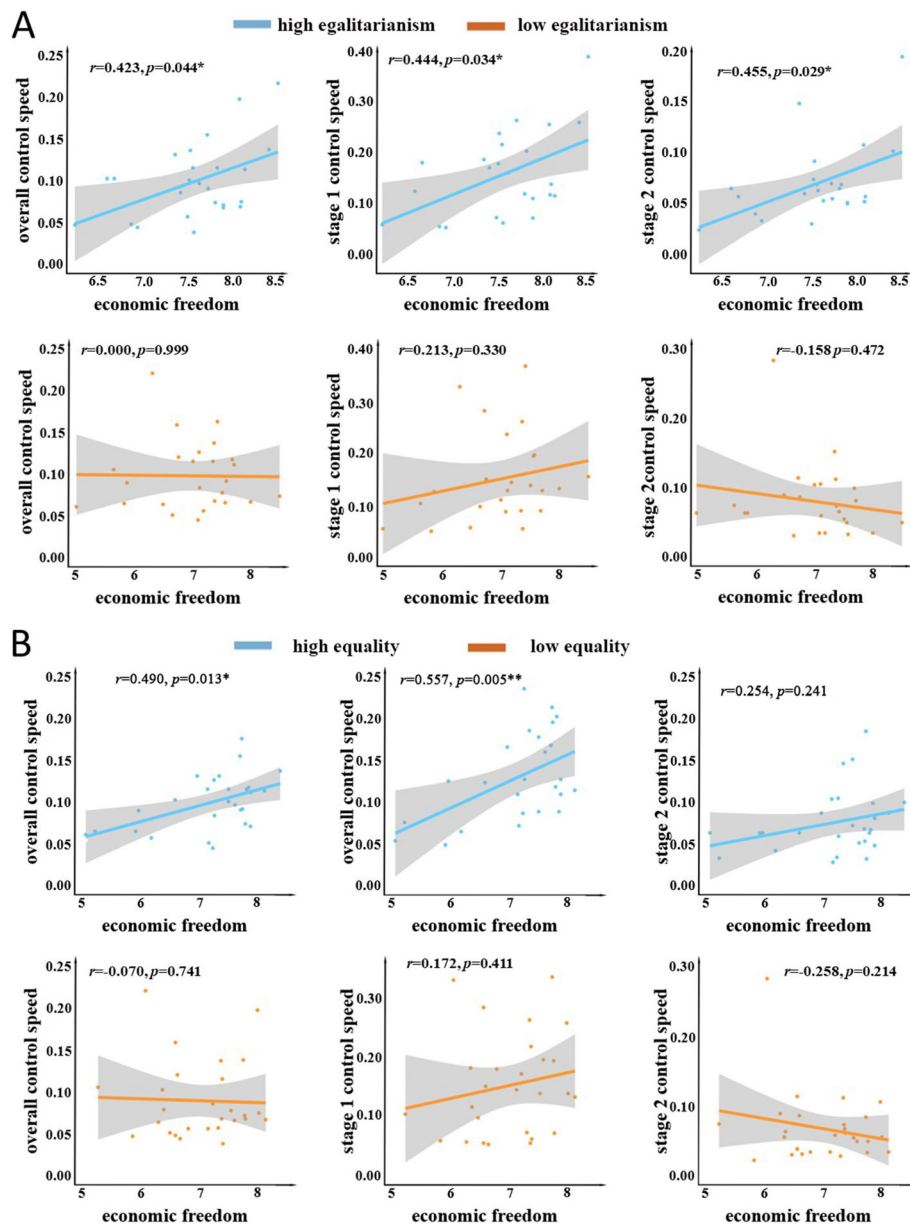 A
high egalitarianism low egalitarianism
r=0.423, p=0.044*
overall control speed
0.25
0.20
0.15
0.10
0.05
0.00
6.5 7.0 7.5 8.0 8.5
economic freedom
r=0.444, p=0.034*
stage 1 control speed
0.40
0.30
0.20
0.10
0.00
6.5 7.0 7.5 8.0 8.5
economic freedom
r=0.455, p=0.029*
stage 2 control speed
0.20
0.15
0.10
0.05
0.00
6.5 7.0 7.5 8.0 8.5
economic freedom
r=0.000, p=0.999
overall control speed
0.25
0.20
0.15
0.10
0.05
0.00
5 6 7 8
economic freedom
r=0.213, p=0.330
stage 1 control speed
0.40
0.30
0.20
0.10
0.00
5 6 7 8
economic freedom
r=-0.158 p=0.472
stage 2control speed
0.30
0.20
0.10
0.00
5 6 7 8
economic freedom
B
high equality low equality
r=0.490, p=0.013*
overall control speed
0.25
0.20
0.15
0.10
0.05
0.00
5 6 7 8
economic freedom
r=0.557, p=0.005**
overall control speed
0.25
0.20
0.15
0.10
0.05
0.00
5 6 7 8
economic freedom
r=0.254, p=0.241
stage 2 control speed
0.25
0.20
0.15
0.10
0.05
0.00
5 6 7 8
economic freedom
r=-0.070, p=0.741
overall control speed
0.25
0.20
0.15
0.10
0.05
0.00
5 6 7 8
economic freedom
r=0.172, p=0.411
stage 1 control speed
0.30
0.20
0.10
0.00
5 6 7 8
economic freedom
r=-0.258, p=0.214
stage 2 control speed
0.30
0.20
0.10
0.00
5 6 7 8
economic freedom